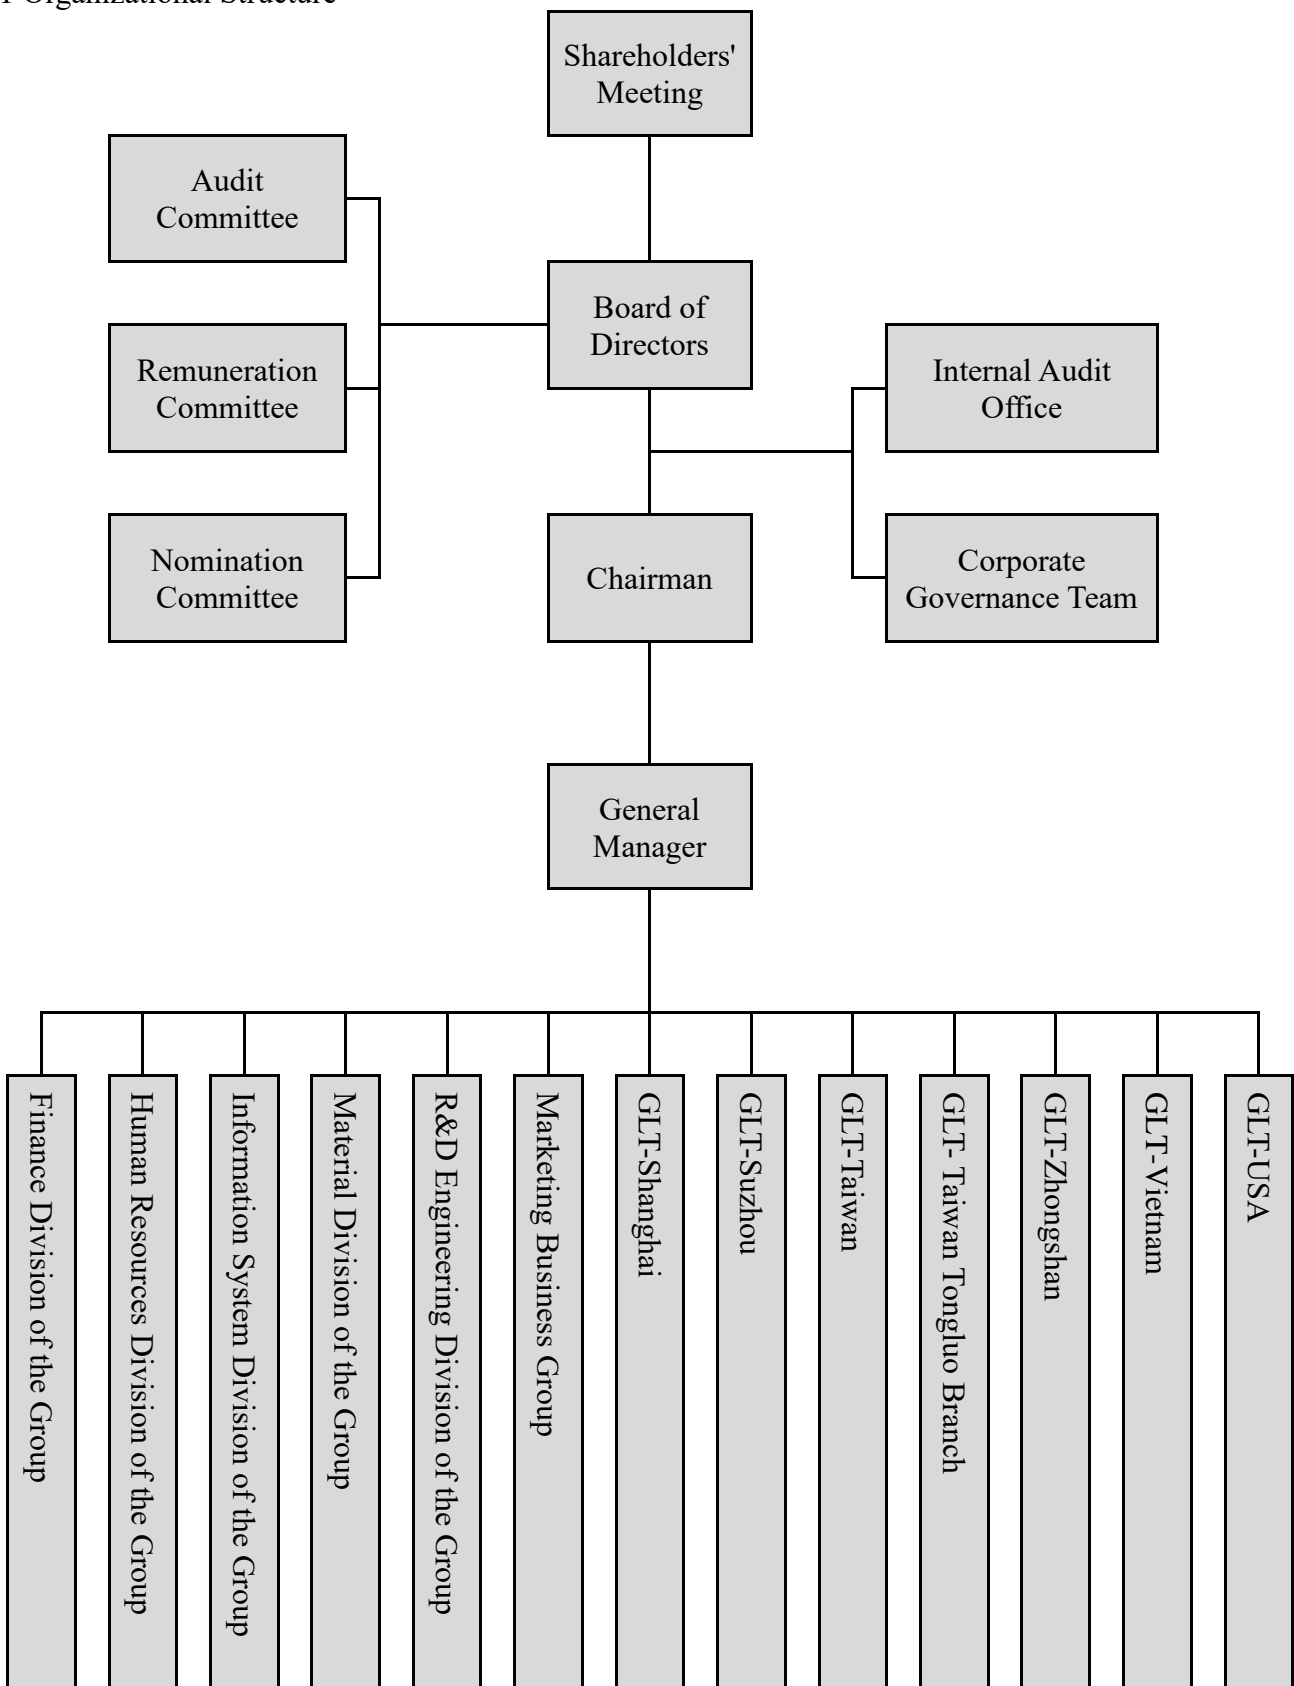 Organizational Structure
Shareholders'
Meeting
Audit
Committee
Board of
Directors
Remuneration
Committee
Internal Audit
Office
Nomination
Committee
Chairman
Corporate
Governance Team
General
Manager
Finance Division of the Group
Human Resources Division of the Group
Information System Division of the Group
Material Division of the Group
R&D Engineering Division of the Group
Marketing Business Group
GLT-Shanghai
GLT-Suzhou
GLT-Taiwan
GLT- Taiwan Tongluo Branch
GLT-Zhongshan
GLT-Vietnam
GLT-USA